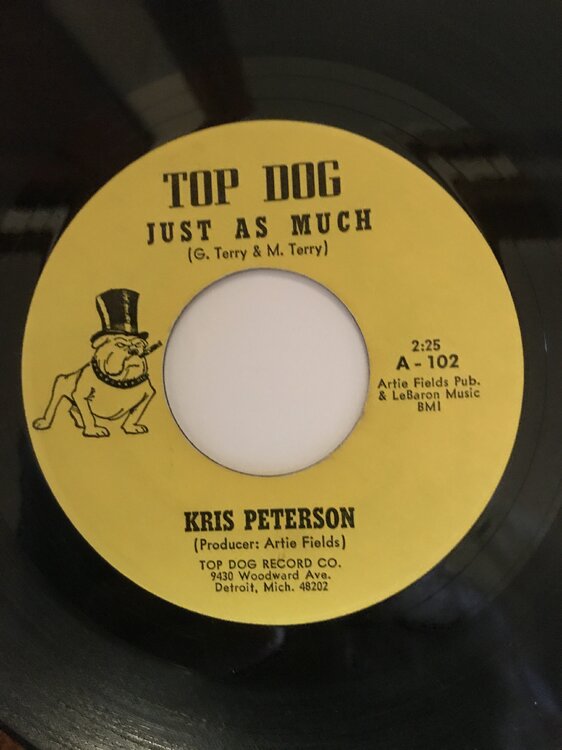 TOP DOG
JUST AS MUCH
(G. Terry & M. Terry)
2:25
A - 102
Artie Fields Pub.
& LeBaron Music
BMI
KRIS PETERSON
(Producer: Artie Fields)
TOP DOG RECORD CO.
9430 Woodward Ave.
Detroit, Mich. 48202